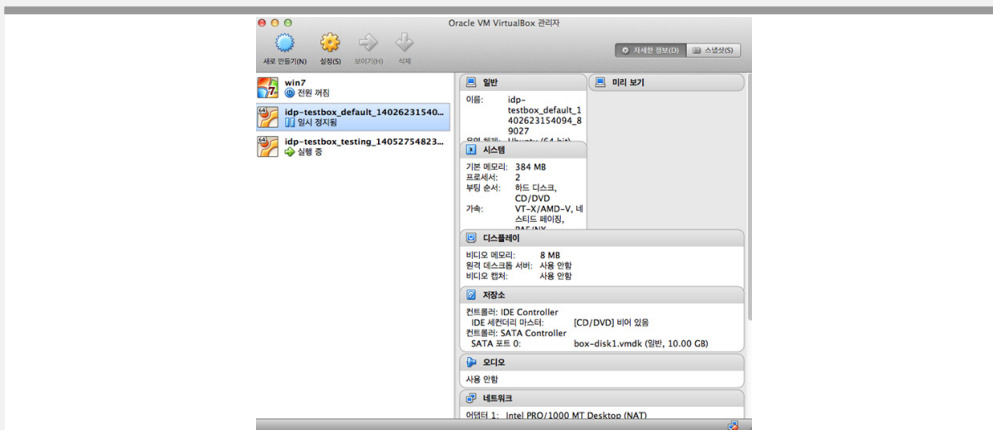 Oracle VM VirtualBox 관리자
새로 만들기(N) 설정(S) 보이기(H) 삭제
자세한 정보(D) 스냅샷(S)
win7
전원 꺼짐
idp-testbox_default_14026231540...
일시 정지됨
idp-testbox_testing_14052754823...
실행 중
일반
이름: idp-
testbox_default_1
402623154094_8
9027
운영 체제: Ubuntu (64 bit)
미리 보기
시스템
기본 메모리: 384 MB
프로세서: 2
부팅 순서: 하드 디스크,
CD/DVD
가속: VT-x/AMD-V, 네
스티드 페이징,
PAE/NX
디스플레이
비디오 메모리: 8 MB
원격 데스크톱 서버: 사용 안함
비디오 캡처: 사용 안함
저장소
컨트롤러: IDE Controller
IDE 세컨더리 마스터: [CD/DVD] 비어 있음
컨트롤러: SATA Controller
SATA 포트 0: box-disk1.vmdk (일반, 10.00 GB)
오디오
사용 안함
네트워크
어댑터 1: Intel PRO/1000 MT Desktop (NAT)